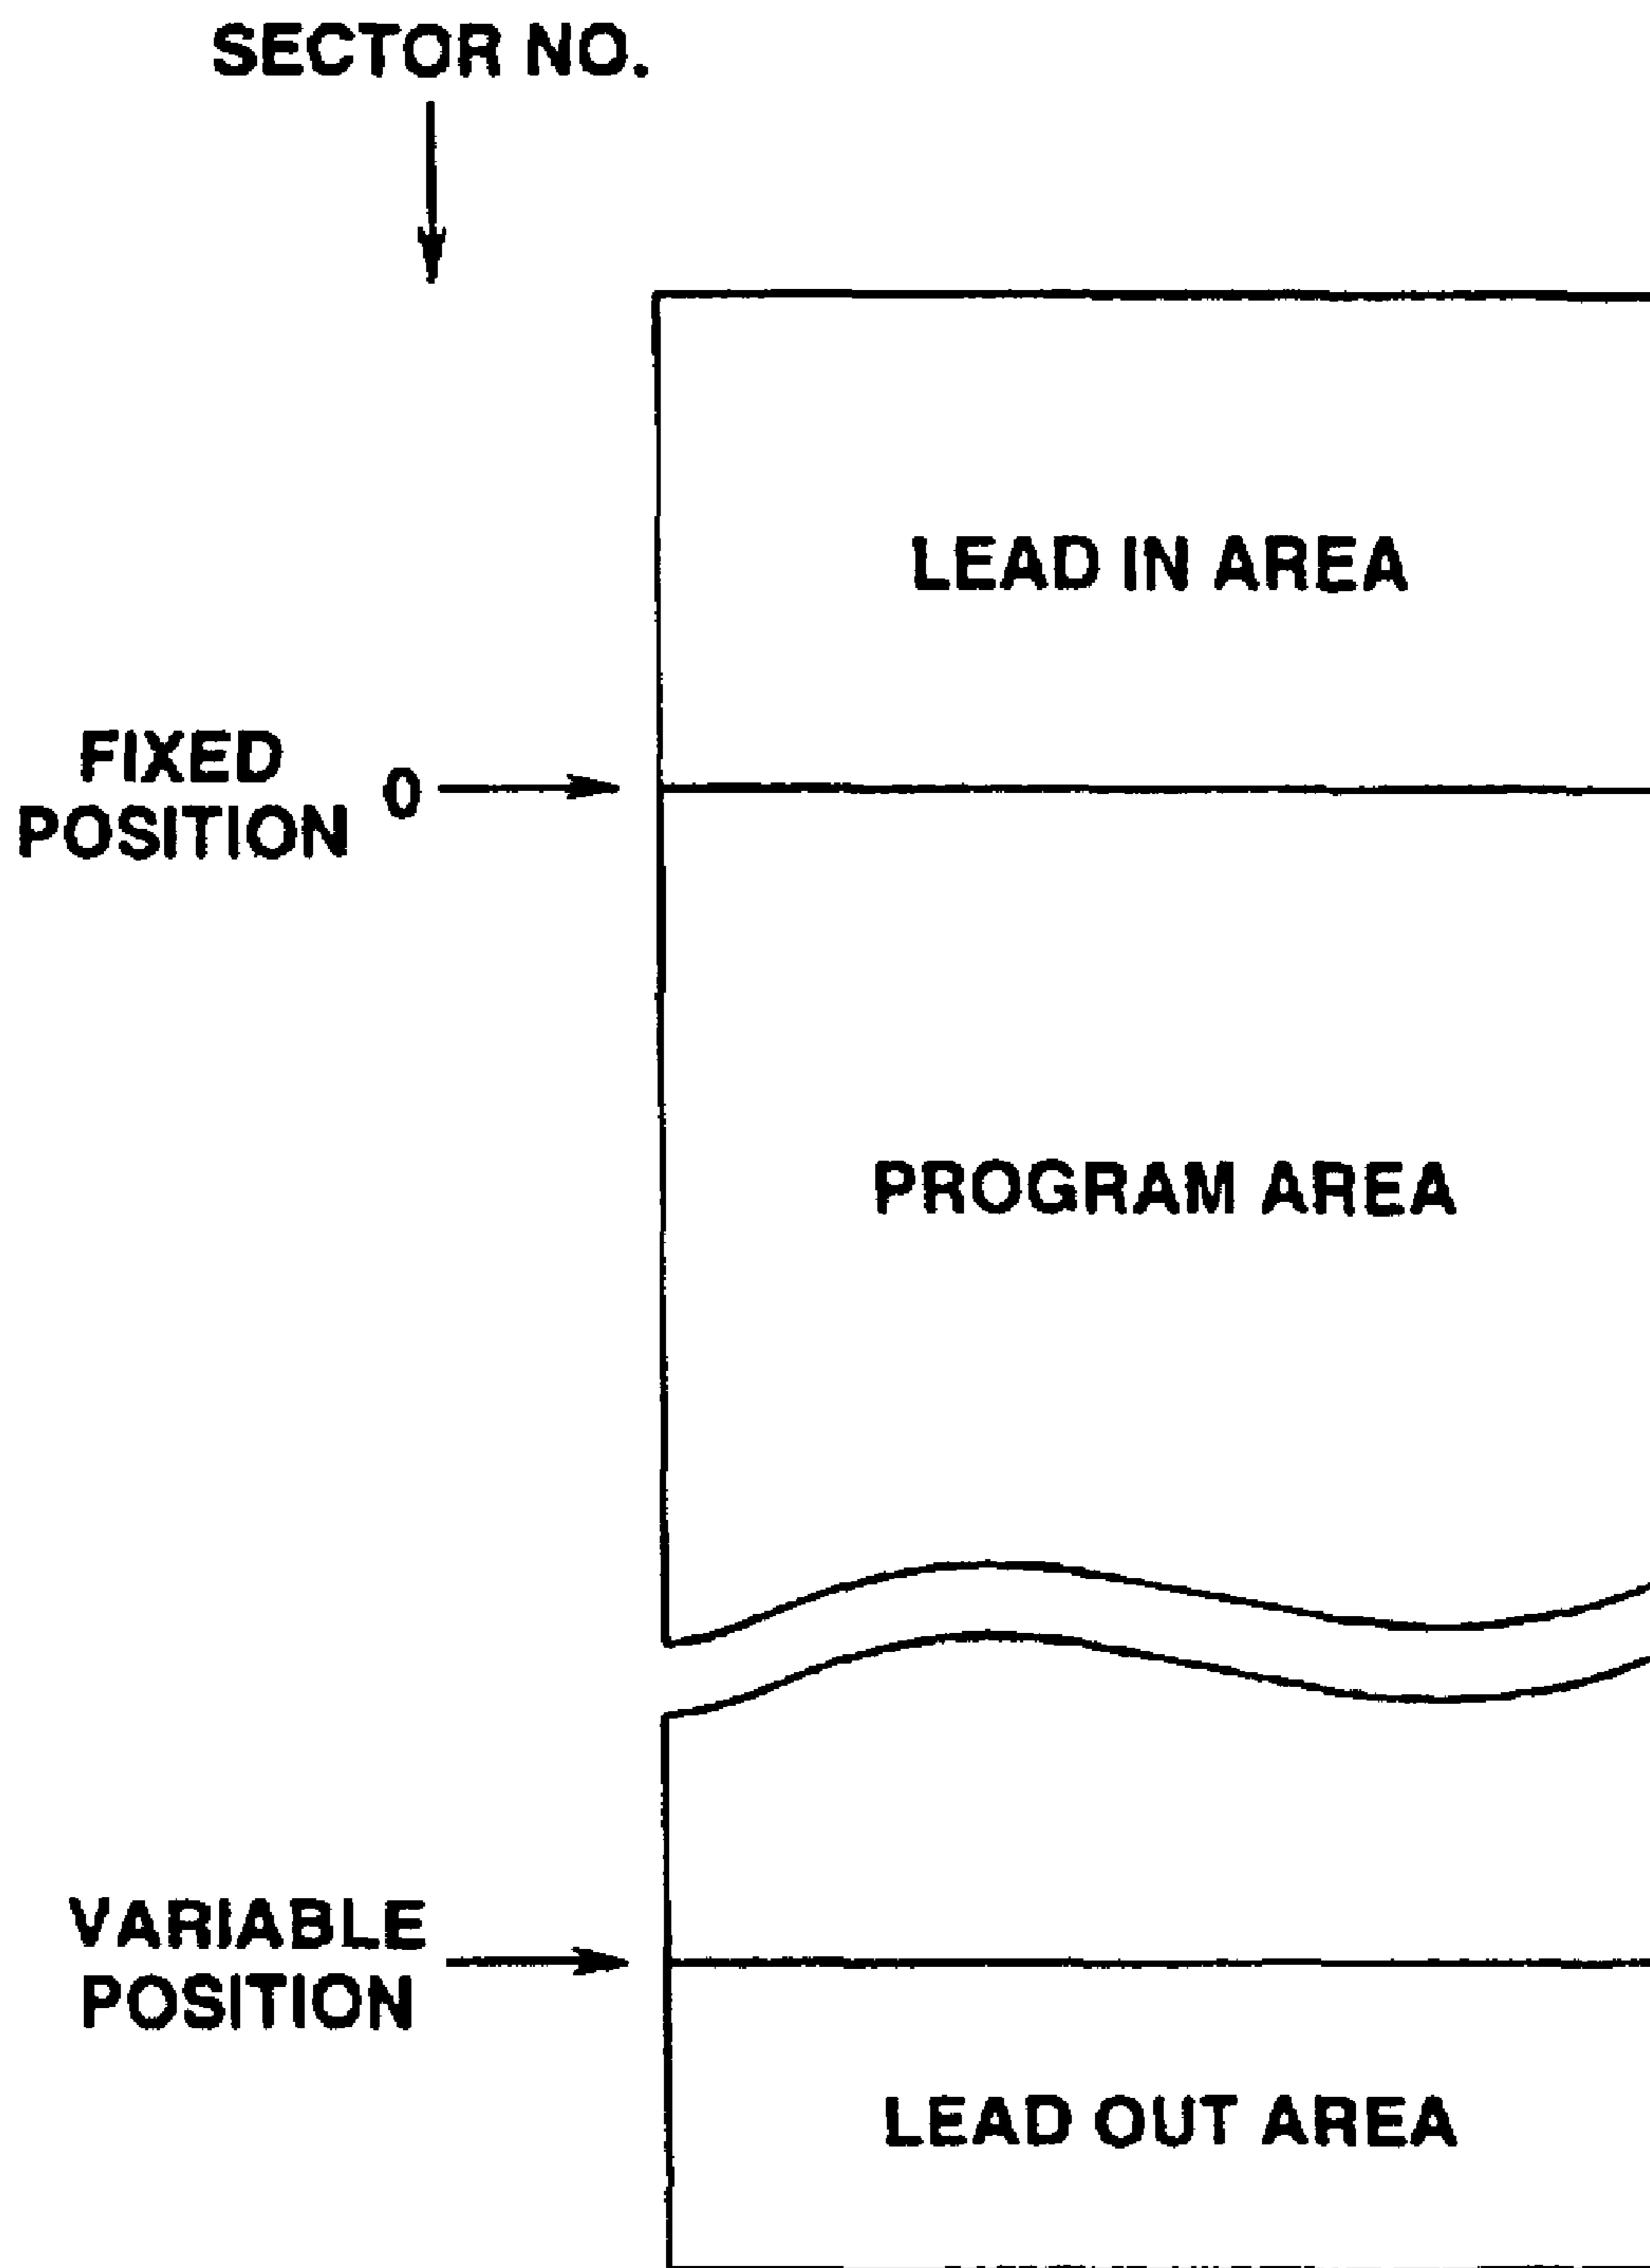 SECTOR NO.
LEAD IN AREA
FIXED
POSITION
0
PROGRAM AREA
VARIABLE
POSITION
LEAD OUT AREA